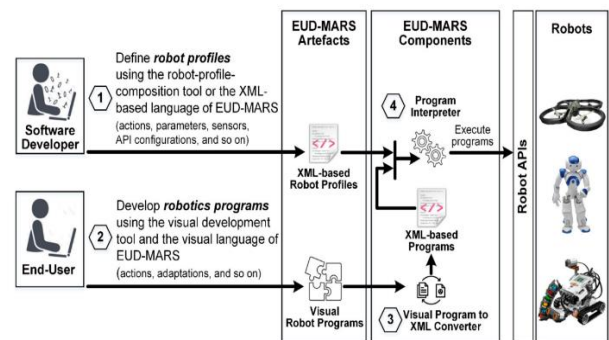 EUD-MARS
Artefacts
EUD-MARS
Components
Robots
1
Define robot profiles
using the robot-profile-
composition tool or the XML-
based language of EUD-MARS
(actions, parameters, sensors,
API configurations, and so on)
Software
Developer
XML-based
Robot Profiles
4
Program
Interpreter
Execute
programs
Robot APIs
2
Develop robotics programs
using the visual development
tool and the visual language of
EUD-MARS
(actions, adaptations, and so on)
End-User
Visual
Robot Programs
XML-based
Programs
3
Visual Program to
XML Converter